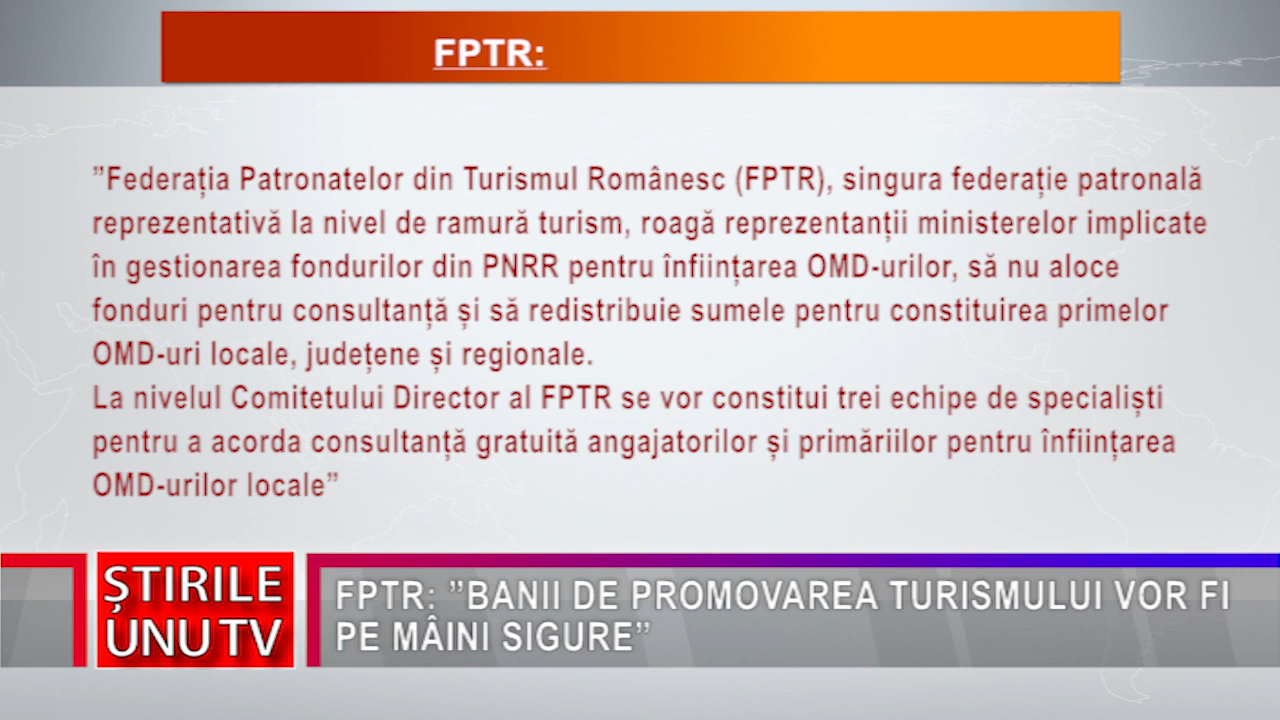 FPTR:
”Federația Patronatelor din Turismul Românesc (FPTR), singura federație patronală
reprezentativă la nivel de ramură turism, roagă reprezentanții ministerelor implicate
în gestionarea fondurilor din PNRR pentru înființarea OMD-urilor, să nu aloce
fonduri pentru consultanță și să redistribuie sumele pentru constituirea primelor
OMD-uri locale, județene și regionale.
La nivelul Comitetului Director al FPTR se vor constitui trei echipe de specialiști
pentru a acorda consultanță gratuită angajatorilor și primăriilor pentru înființarea
OMD-urilor locale”
ȘTIRILE
UNU TV
FPTR: ”BANII DE PROMOVAREA TURISMULUI VOR FI
PE MÂINI SIGURE”